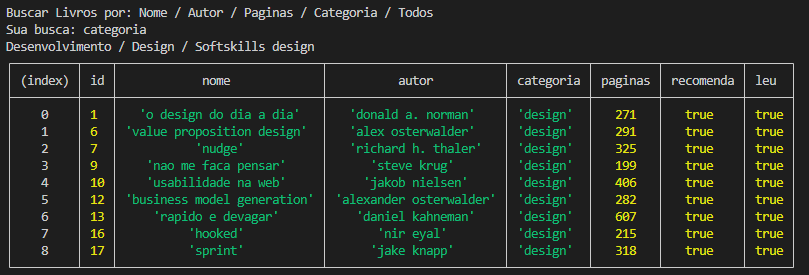 Buscar Livros por: Nome / Autor / Paginas / Categoria / Todos
Sua busca: categoria
Desenvolvimento / Design / Softskills design
(index) id nome autor categoria paginas recomenda leu
0 1 'o design do dia a dia' 'donald a. norman' 'design' 271 true true
1 6 'value proposition design' 'alex osterwalder' 'design' 291 true true
2 7 'nudge' 'richard h. thaler' 'design' 325 true true
3 9 'nao me faca pensar' 'steve krug' 'design' 199 true true
4 10 'usabilidade na web' 'jakob nielsen' 'design' 406 true true
5 12 'business model generation' 'alexander osterwalder' 'design' 282 true true
6 13 'rapido e devagar' 'daniel kahneman' 'design' 607 true true
7 16 'hooked' 'nir eyal' 'design' 215 true true
8 17 'sprint' 'jake knapp' 'design' 318 true true